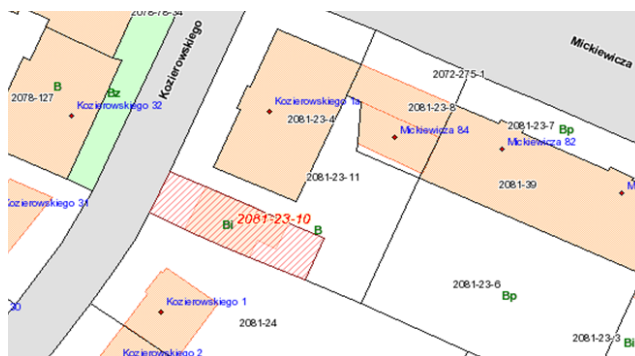 2078-78-34
Kozierowskiego
Mickiewicza
B
Bz
2078-127
Kozierowskiego 32
2072-275-1
Kozierowskiego 1a
2081-23-4
2081-23-8
Mickiewicza 84
2081-23-7
Bp
Mickiewicza 82
2081-23-11
2081-39
M
Kozierowskiego 31
2081-23-10
Bi
B
2081-23-6
Bp
Kozierowskiego 1
30
2081-24
2081-23-3
Bi
Kozierowskiego 2